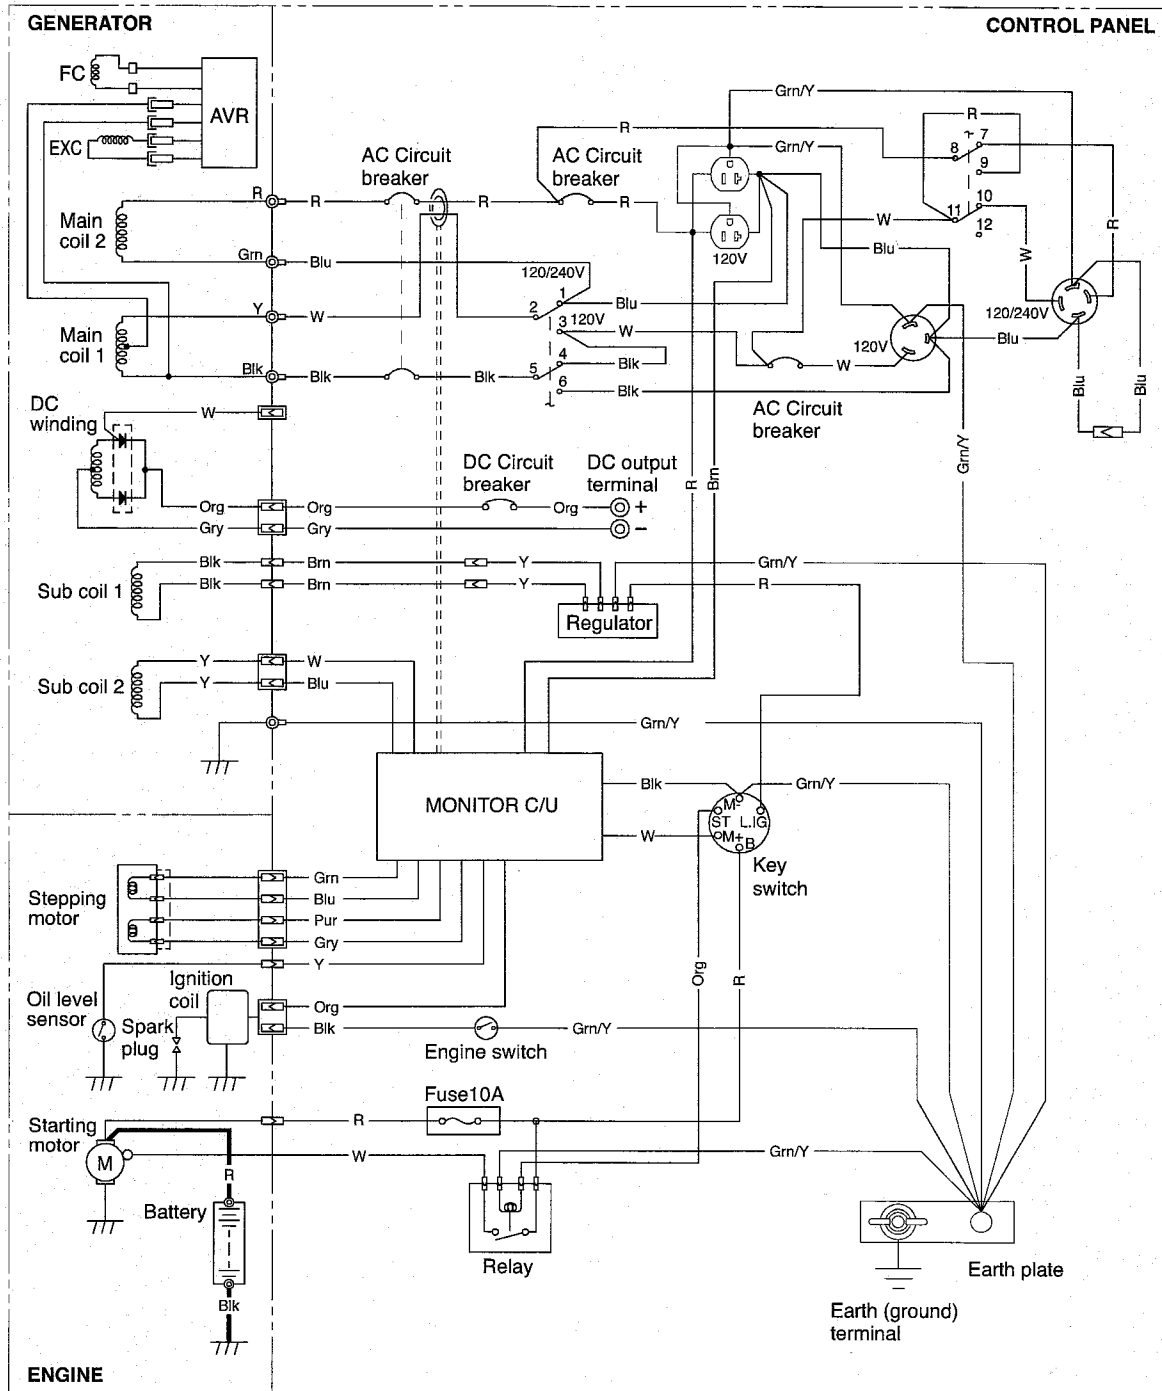 GENERATOR
CONTROL PANEL
FC
AVR
EXC
Grn/Y
R
R
Grn/Y
7
8
9
AC Circuit
breaker
AC Circuit
breaker
R
R
R
R
10
11
12
W
Main
coil 2
120V
Blu
W
R
Grn
Blu
120/240V
1
2
Blu
3
120V
Y
W
W
120/240V
Main
coil 1
120V
Blu
4
Blk
W
Blk
Blk
Blk
5
6
Blk
Blu
Blu
AC Circuit
breaker
DC
winding
W
Grn/Y
DC Circuit
breaker
DC output
terminal
R
Brn
Org
Org
Org
+
Gry
Gry
−
Blk
Brn
Y
Grn/Y
Sub coil 1
Blk
Brn
Y
R
Regulator
Y
W
Sub coil 2
Y
Blu
Grn/Y
MONITOR C/U
Blk
Grn/Y
M-
ST
L.IG
W
M+
B
Key
switch
Stepping
motor
Grn
Blu
Pur
Gry
Y
Org
R
Ignition
coil
Oil level
sensor
Spark
plug
Org
Blk
Grn/Y
Engine switch
Fuse10A
Starting
motor
R
M
W
Grn/Y
R
Battery
Relay
Blk
Earth plate
Earth (ground)
terminal
ENGINE